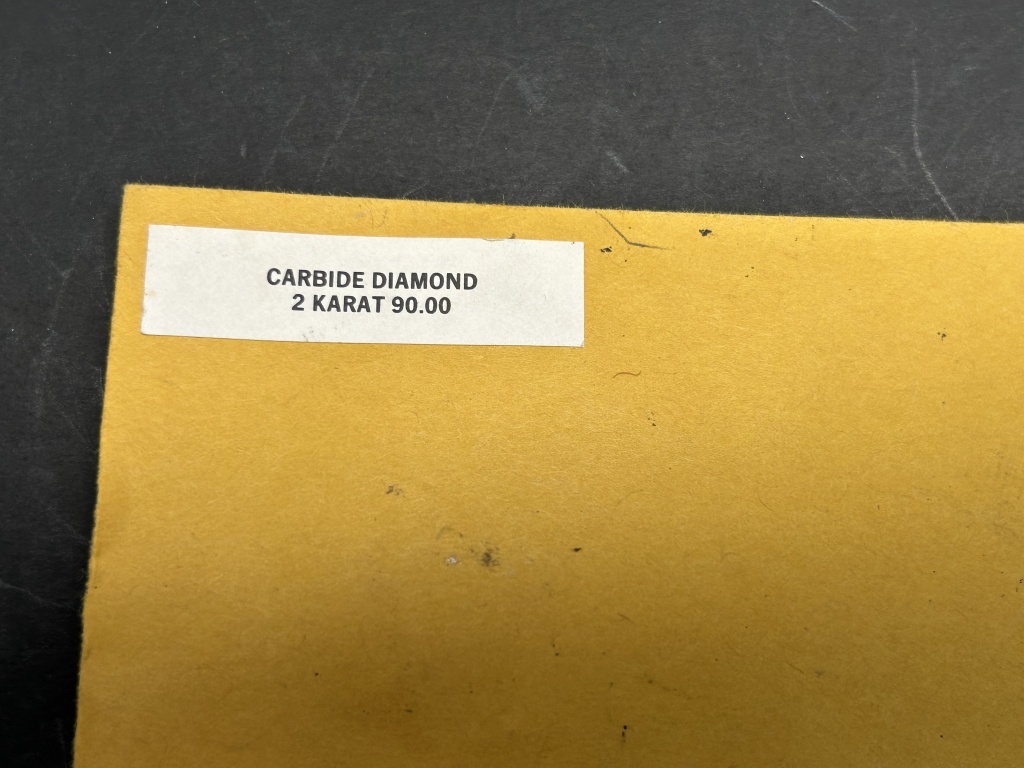 CARBIDE DIAMOND
2 KARAT 90.00